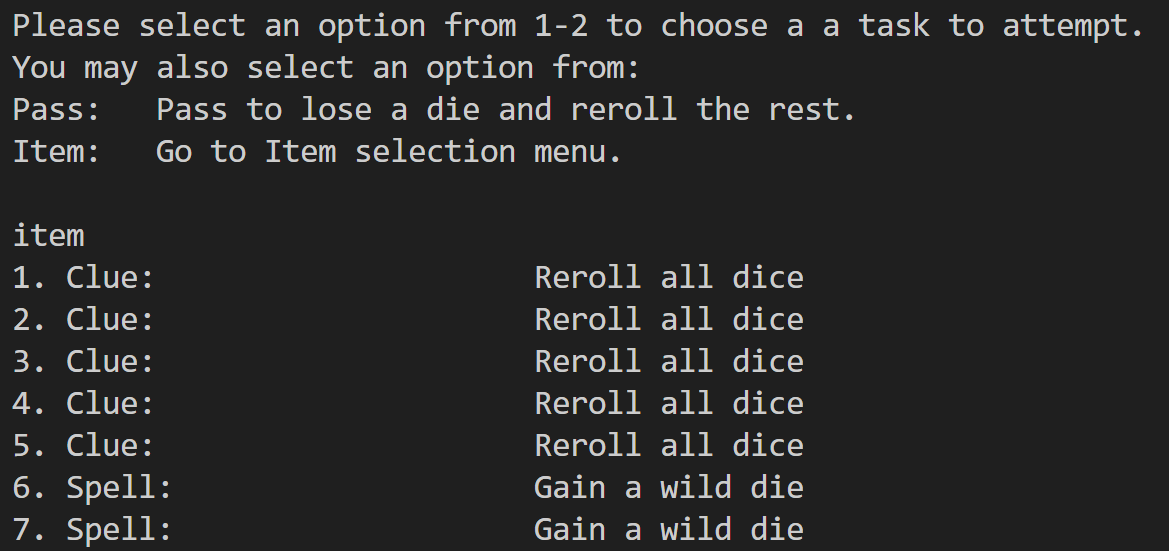 Please select an option from 1-2 to choose a a task to attempt.
You may also select an option from:
Pass:   Pass to lose a die and reroll the rest.
Item:   Go to Item selection menu.
item
1. Clue:                     Reroll all dice
2. Clue:                     Reroll all dice
3. Clue:                     Reroll all dice
4. Clue:                     Reroll all dice
5. Clue:                     Reroll all dice
6. Spell:                    Gain a wild die
7. Spell:                    Gain a wild die